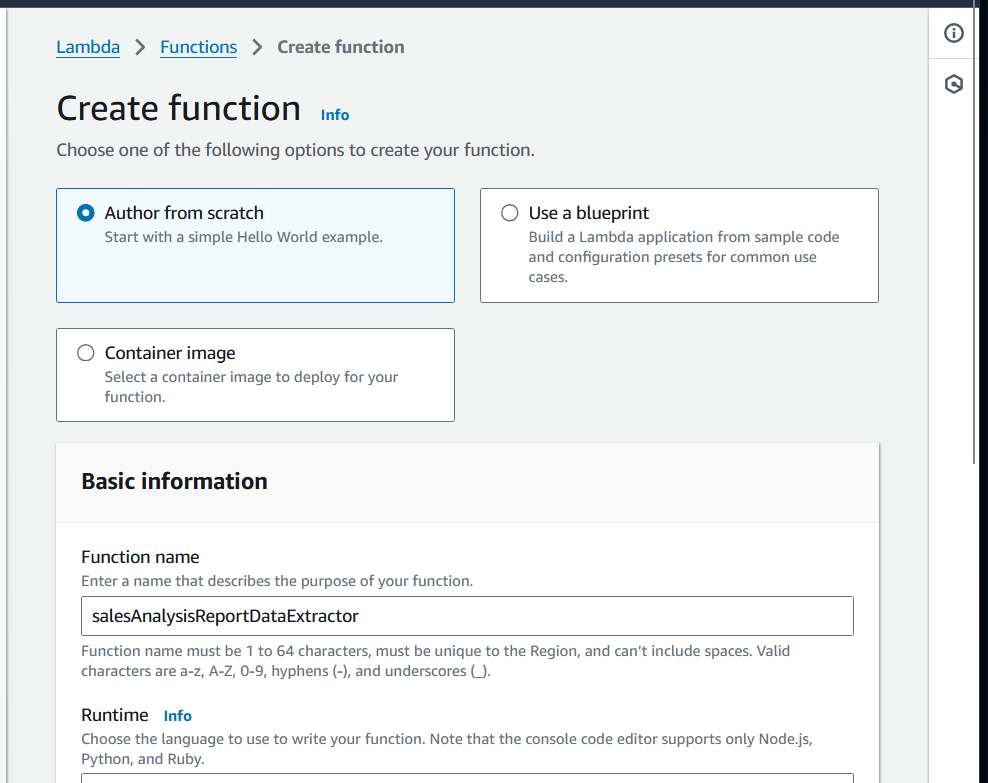 Lambda > Functions > Create function
Create function Info
Choose one of the following options to create your function.
Author from scratch
Start with a simple Hello World example.
Use a blueprint
Build a Lambda application from sample code
and configuration presets for common use
cases.
Container image
Select a container image to deploy for your
function.
Basic information
Function name
Enter a name that describes the purpose of your function.
salesAnalysisReportDataExtractor
Function name must be 1 to 64 characters, must be unique to the Region, and can’t include spaces. Valid
characters are a-z, A-Z, 0-9, hyphens (-), and underscores (_).
Runtime Info
Choose the language to use to write your function. Note that the console code editor supports only Node.js,
Python, and Ruby.